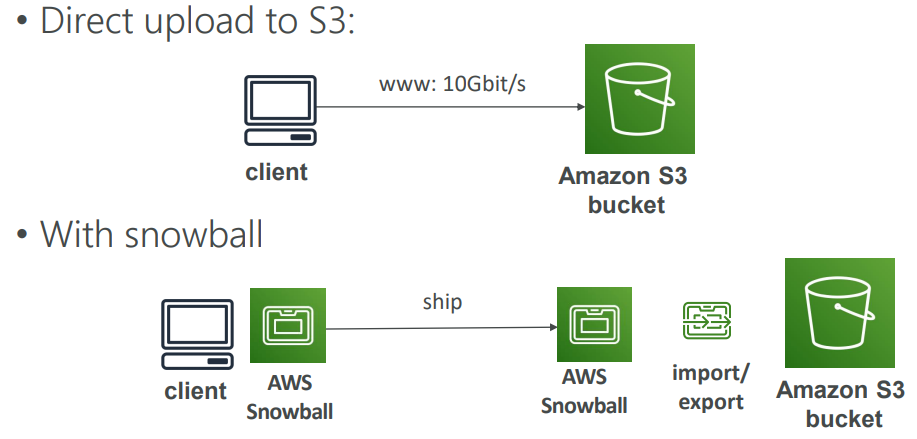 • Direct upload to S3:
www: 10Gbit/s
client
Amazon S3
bucket
• With snowball
ship
client
AWS
Snowball
AWS
Snowball
import/
export
Amazon S3
bucket